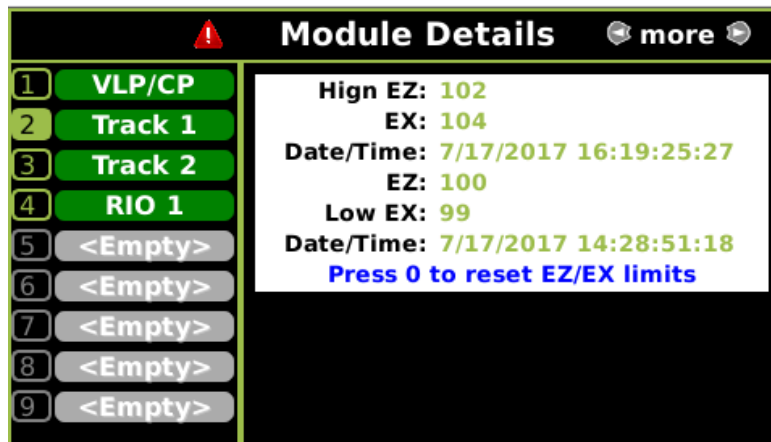 Module Details more
1 VLP/CP
2 Track 1
3 Track 2
4 RIO 1
5 <Empty>
6 <Empty>
7 <Empty>
8 <Empty>
9 <Empty>
Hign EZ: 102
EX: 104
Date/Time: 7/17/2017 16:19:25:27
EZ: 100
Low EX: 99
Date/Time: 7/17/2017 14:28:51:18
Press 0 to reset EZ/EX limits